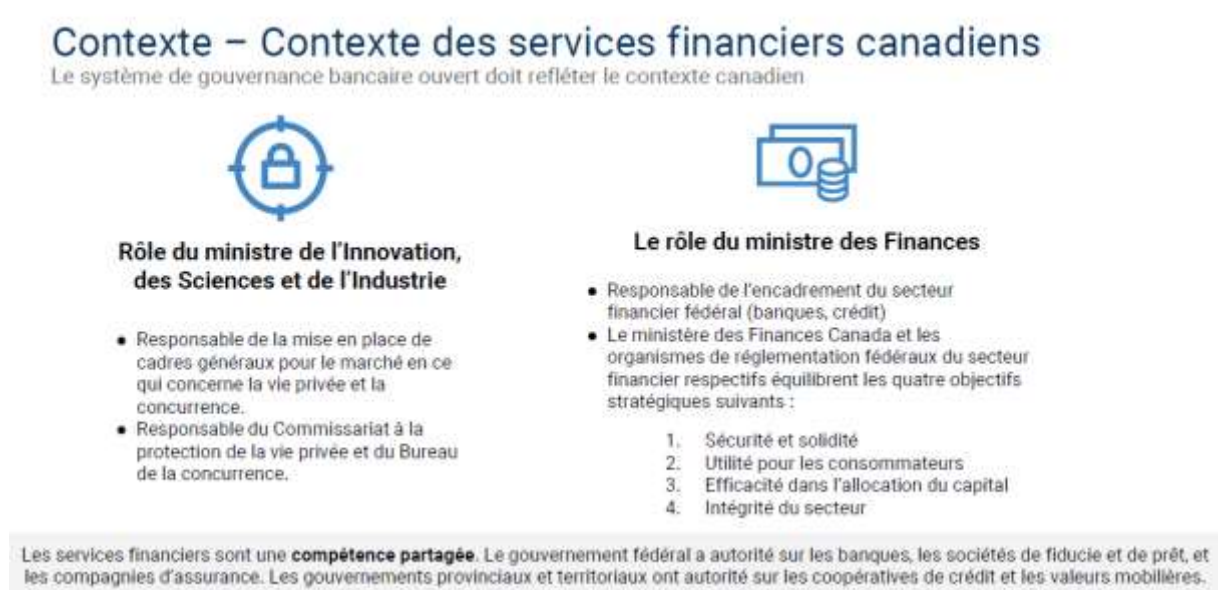 Contexte – Contexte des services financiers canadiens
Le système de gouvernance bancaire ouvert doit refléter le contexte canadien
Rôle du ministre de l'Innovation,
des Sciences et de l'Industrie
● Responsable de la mise en place de
cadres généraux pour le marché en ce
qui concerne la vie privée et la
concurrence.
● Responsable du Commissariat à la
protection de la vie privée et du Bureau
de la concurrence.
Le rôle du ministre des Finances
● Responsable de l'encadrement du secteur
financier fédéral (banques, crédit)
● Le ministère des Finances Canada et les
organismes de réglementation fédéraux du secteur
financier respectifs équilibrent les quatre objectifs
stratégiques suivants :
1. Sécurité et solidité
2. Utilité pour les consommateurs
3. Efficacité dans l'allocation du capital
4. Intégrité du secteur
Les services financiers sont une compétence partagée. Le gouvernement fédéral a autorité sur les banques, les sociétés de fiducie et de prêt, et
les compagnies d'assurance. Les gouvernements provinciaux et territoriaux ont autorité sur les coopératives de crédit et les valeurs mobilières.